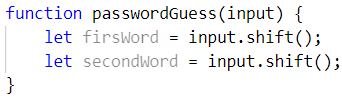 function passwordGuess(input) {
    let firsWord = input.shift();
    let secondWord = input.shift();
}